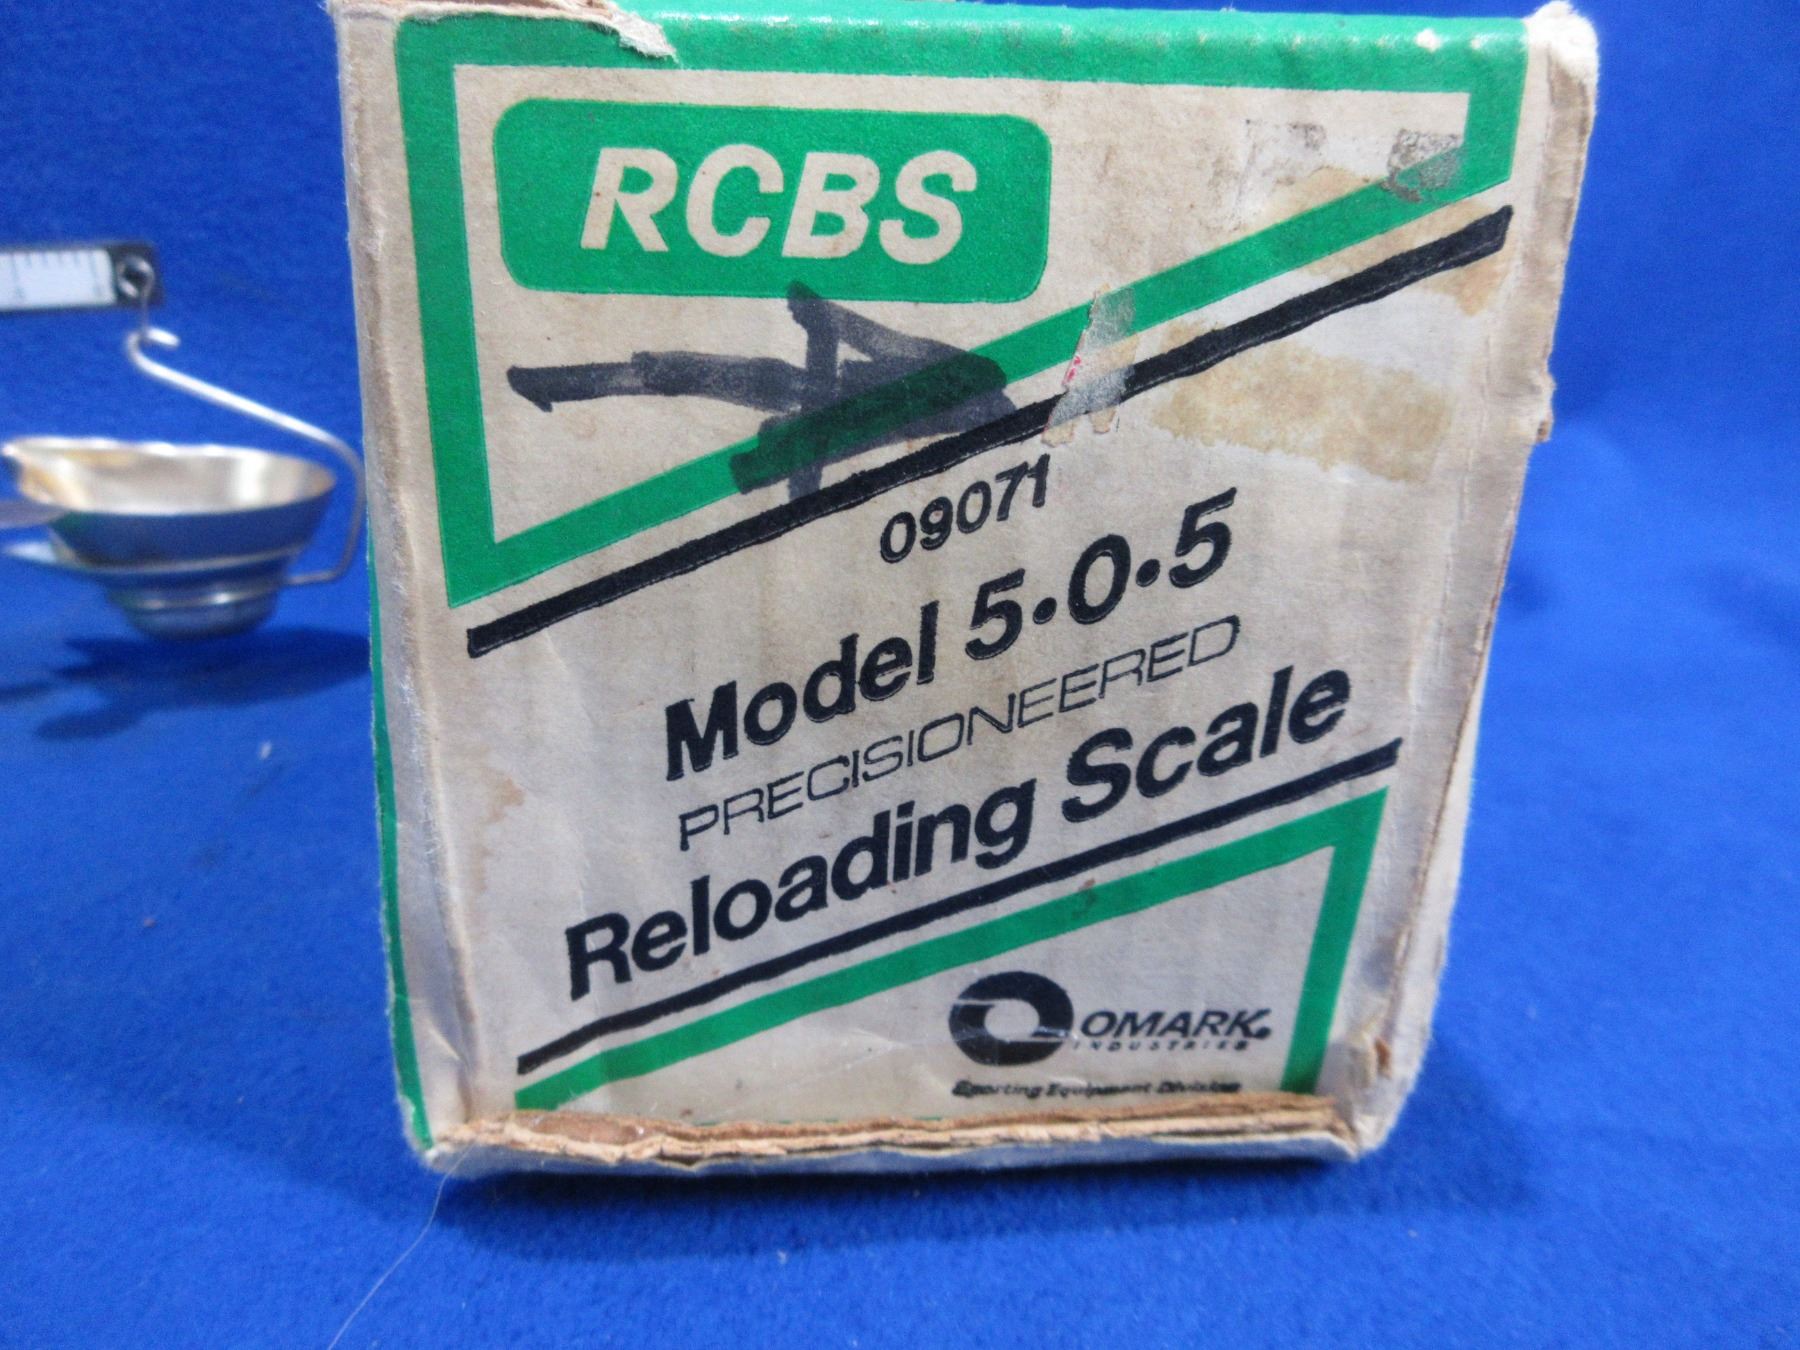 RCBS
09071
Model 5•0•5
PRECISIONEERED
Reloading Scale
OMARK
INDUSTRIES
Sporting Equipment Division